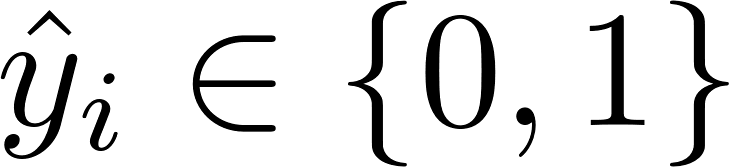 ŷᵢ ∈ {0, 1}